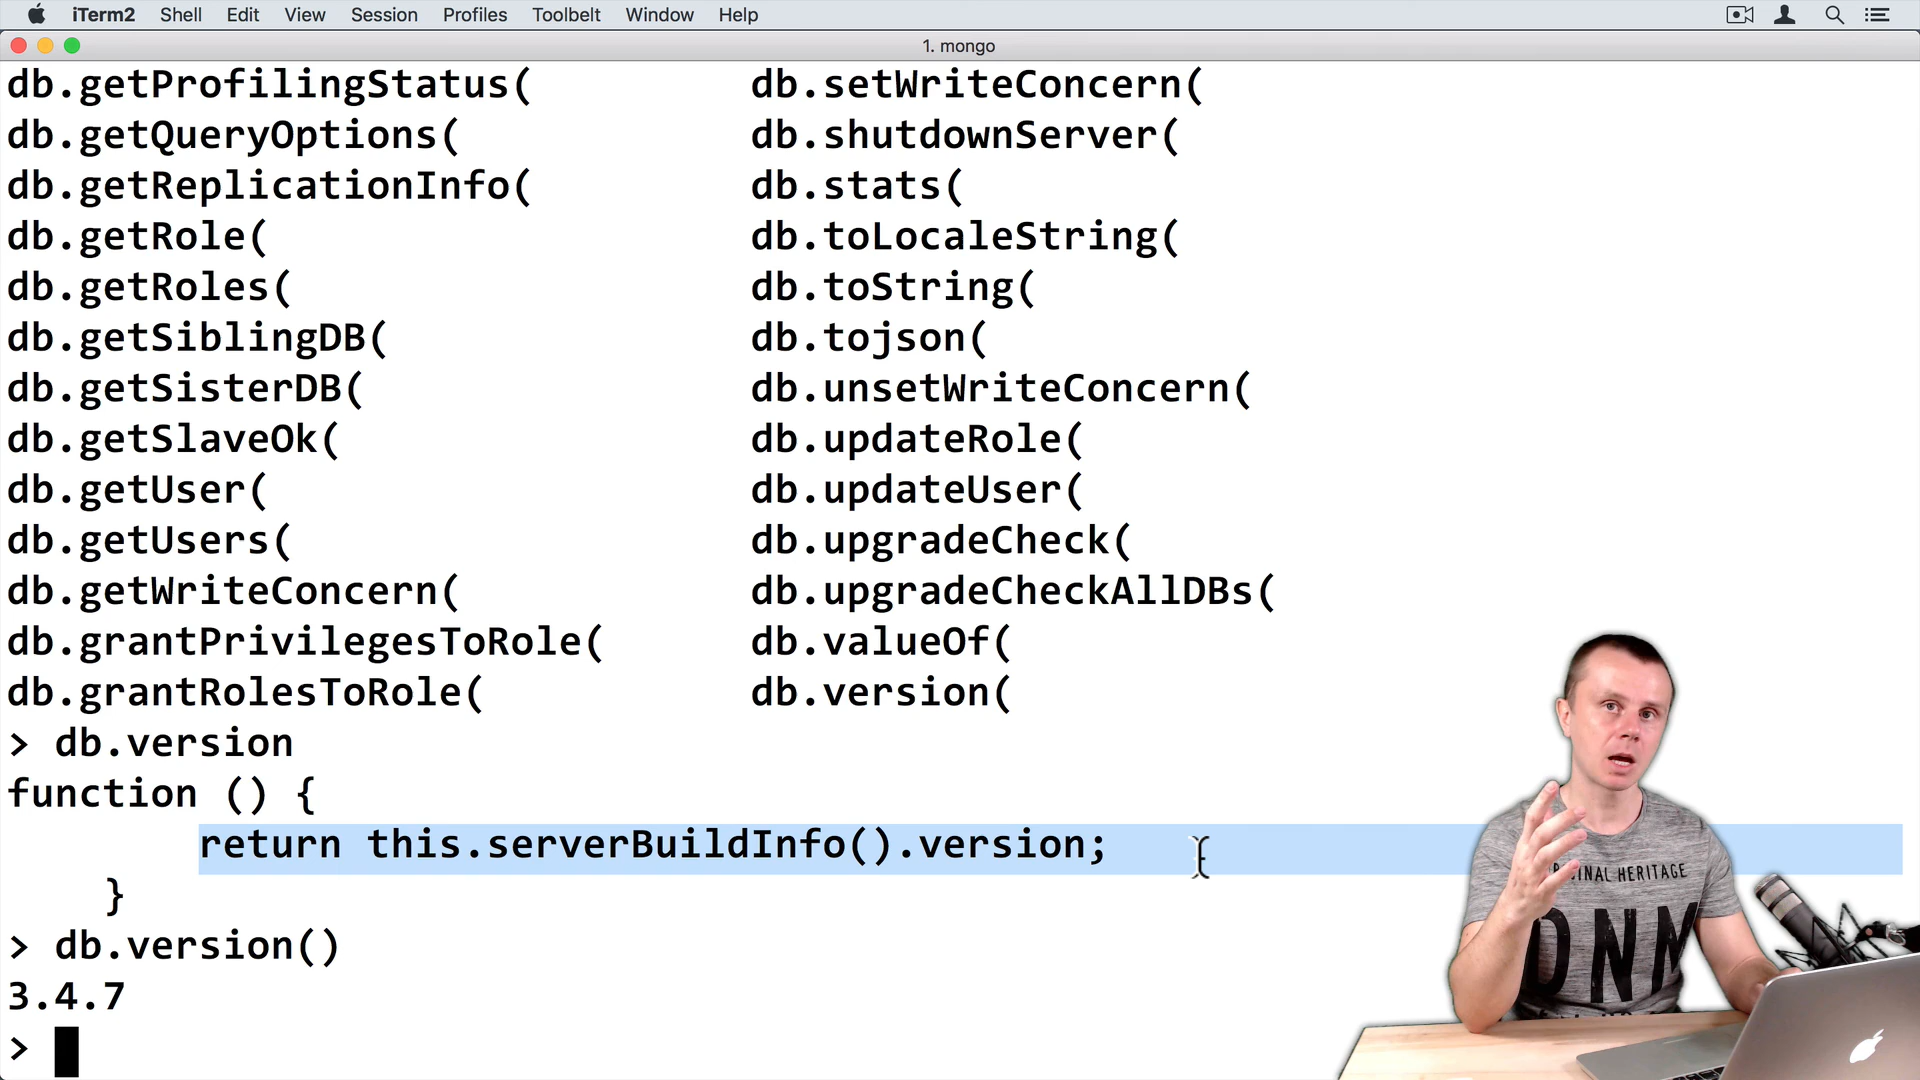 iTerm2 Shell Edit View Session Profiles Toolbelt Window Help
1. mongo
db.getProfilingStatus( db.setWriteConcern(
db.getQueryOptions( db.shutdownServer(
db.getReplicationInfo( db.stats(
db.getRole( db.toLocaleString(
db.getRoles( db.toString(
db.getSiblingDB( db.tojson(
db.getSisterDB( db.unsetWriteConcern(
db.getSlaveOk( db.updateRole(
db.getUser( db.updateUser(
db.getUsers( db.upgradeCheck(
db.getWriteConcern( db.upgradeCheckAllDBs(
db.grantPrivilegesToRole( db.valueOf(
db.grantRolesToRole( db.version(
> db.version
function () {
return this.serverBuildInfo().version;
}
> db.version()
3.4.7
>
HERITAGE
DNM